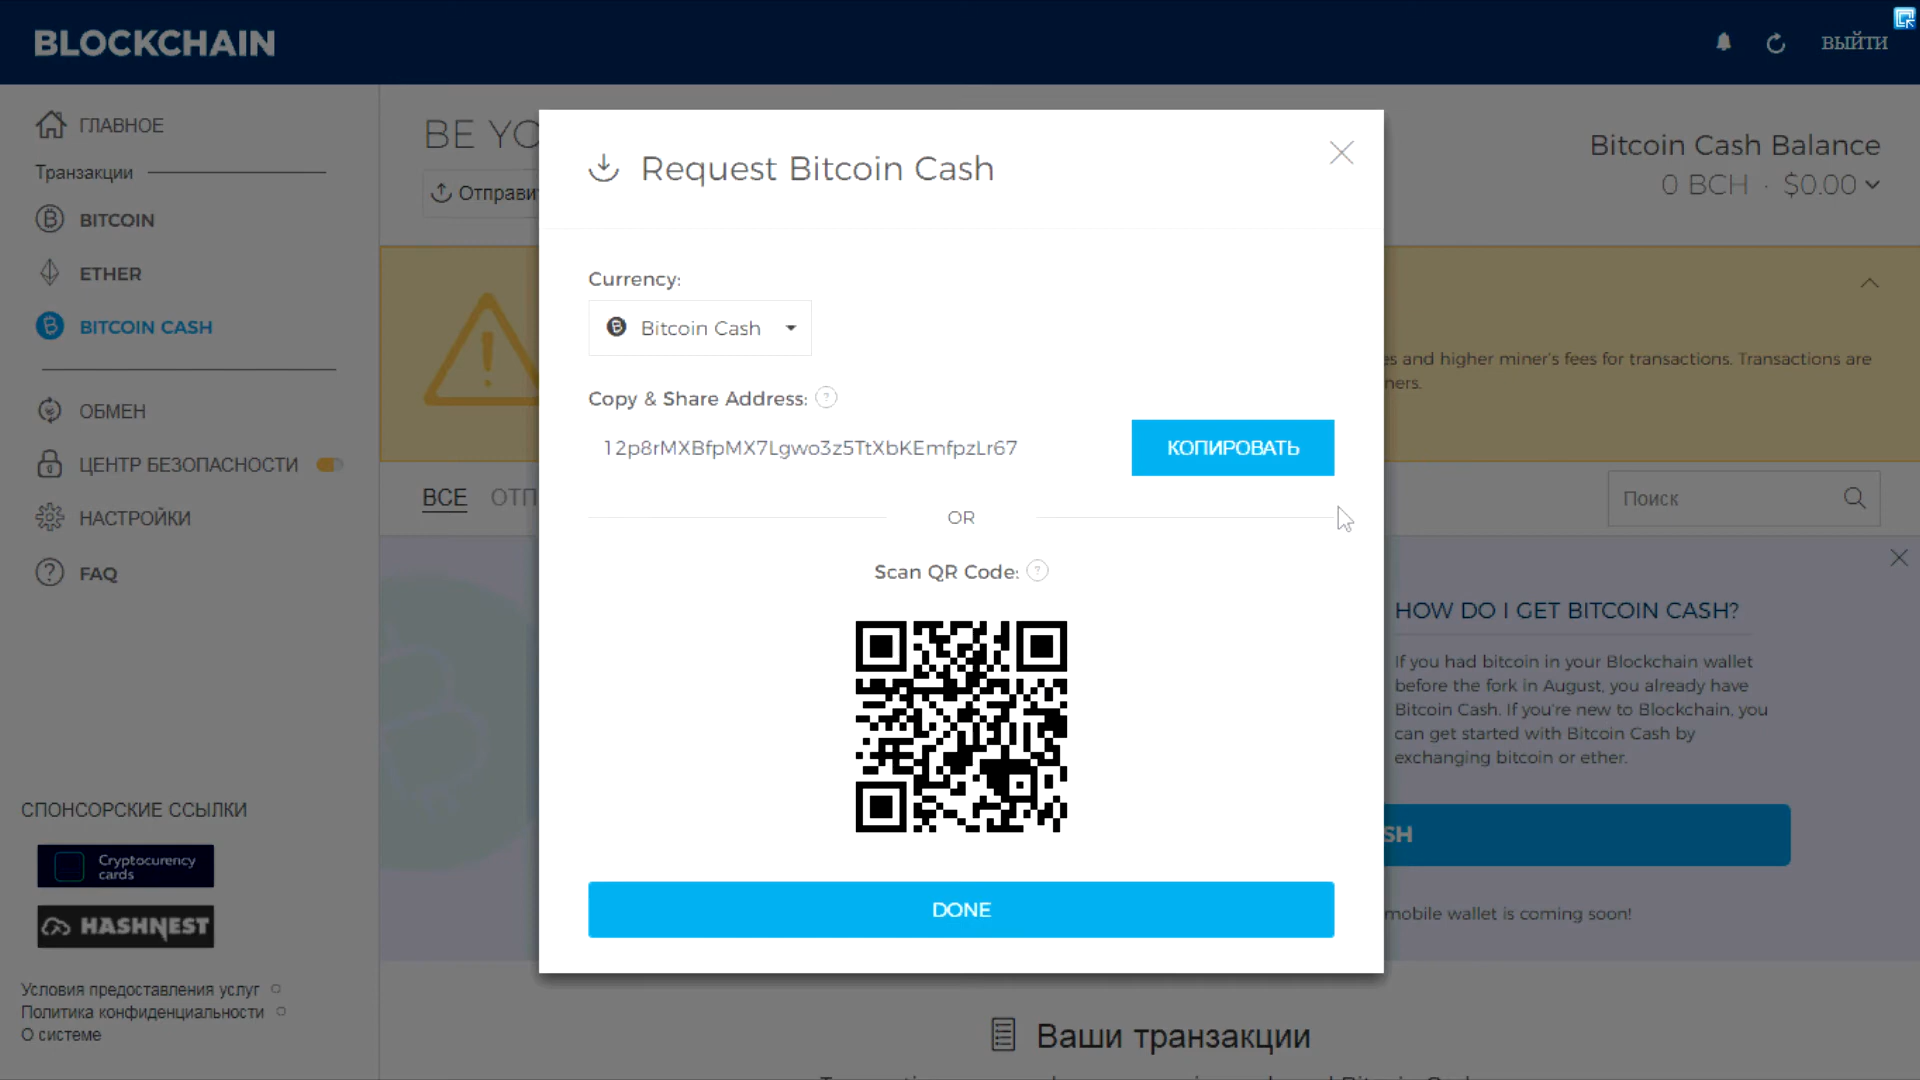 BLOCKCHAIN
ВЫЙТИ
ГЛАВНОЕ
Транзакции
BITCOIN
ETHER
BITCOIN CASH
ОБМЕН
ЦЕНТР БЕЗОПАСНОСТИ
НАСТРОЙКИ
FAQ
СПОНСОРСКИЕ ССЫЛКИ
Cryptocurency
cards
HASHNEST
Условия предоставления услуг
Политика конфиденциальности
О системе
BE
Bitcoin Cash Balance
0 BCH · $0.00
and higher miner's fees for transactions. Transactions are
ВСЕ
Поиск
Request Bitcoin Cash
Currency:
Bitcoin Cash
Copy & Share Address:
12p8rMXBfpMX7Lgwo3z5TtXbKEmfpzLr67
КОПИРОВАТЬ
OR
Scan QR Code:
DONE
HOW DO I GET BITCOIN CASH?
If you had bitcoin in your Blockchain wallet
before the fork in August, you already have
Bitcoin Cash. If you're new to Blockchain, you
can get started with Bitcoin Cash by
exchanging bitcoin or ether.
mobile wallet is coming soon!
Ваши транзакции